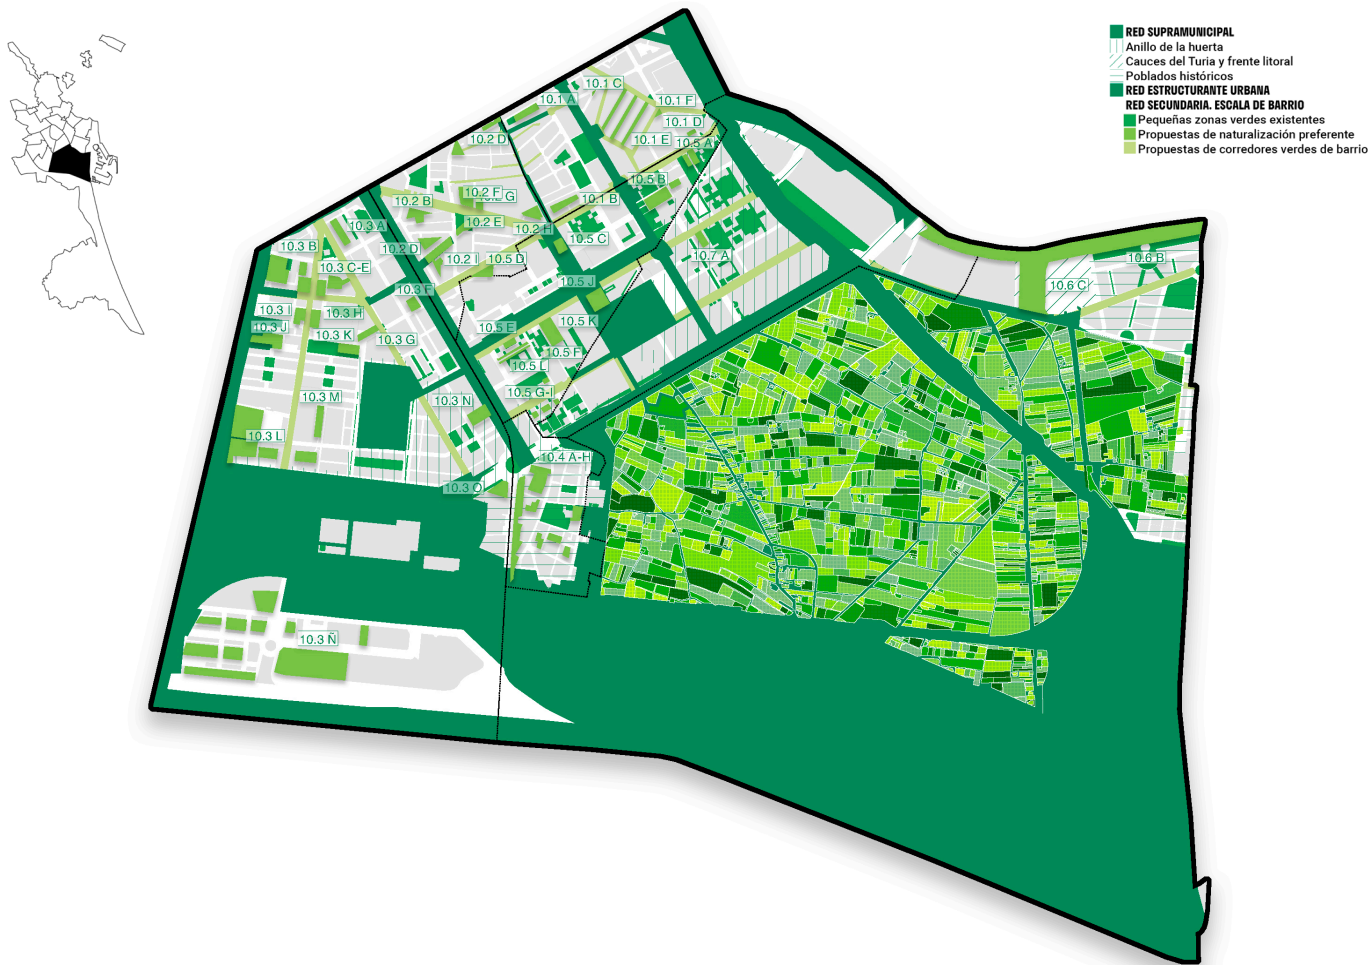 RED SUPRAMUNICIPAL
Anillo de la huerta
Cauces del Turia y frente litoral
Poblados históricos
RED ESTRUCTURANTE URBANA
RED SECUNDARIA. ESCALA DE BARRIO
Pequeñas zonas verdes existentes
Propuestas de naturalización preferente
Propuestas de corredores verdes de barrio
10.1 C
10.1 A
10.1 F
10.1 D
10.2 D
10.1 E
10.5 A
10.5 B
10.2 F
G
10.2 B
10.1 B
10.2 E
10.3 A
10.2 H
10.5 C
10.3 B
10.2 D
10.7 A
10.6 B
10.2 I
10.5 D
10.3 C-E
10.5 J
10.6 C
10.3 F
10.3 I
10.3 H
10.5 K
10.3 J
10.5 E
10.3 K
10.3 G
10.5 F
10.5 L
10.5 G-I
10.3 M
10.3 N
10.3 L
10.4 A-H
10.3 O
10.3 Ñ